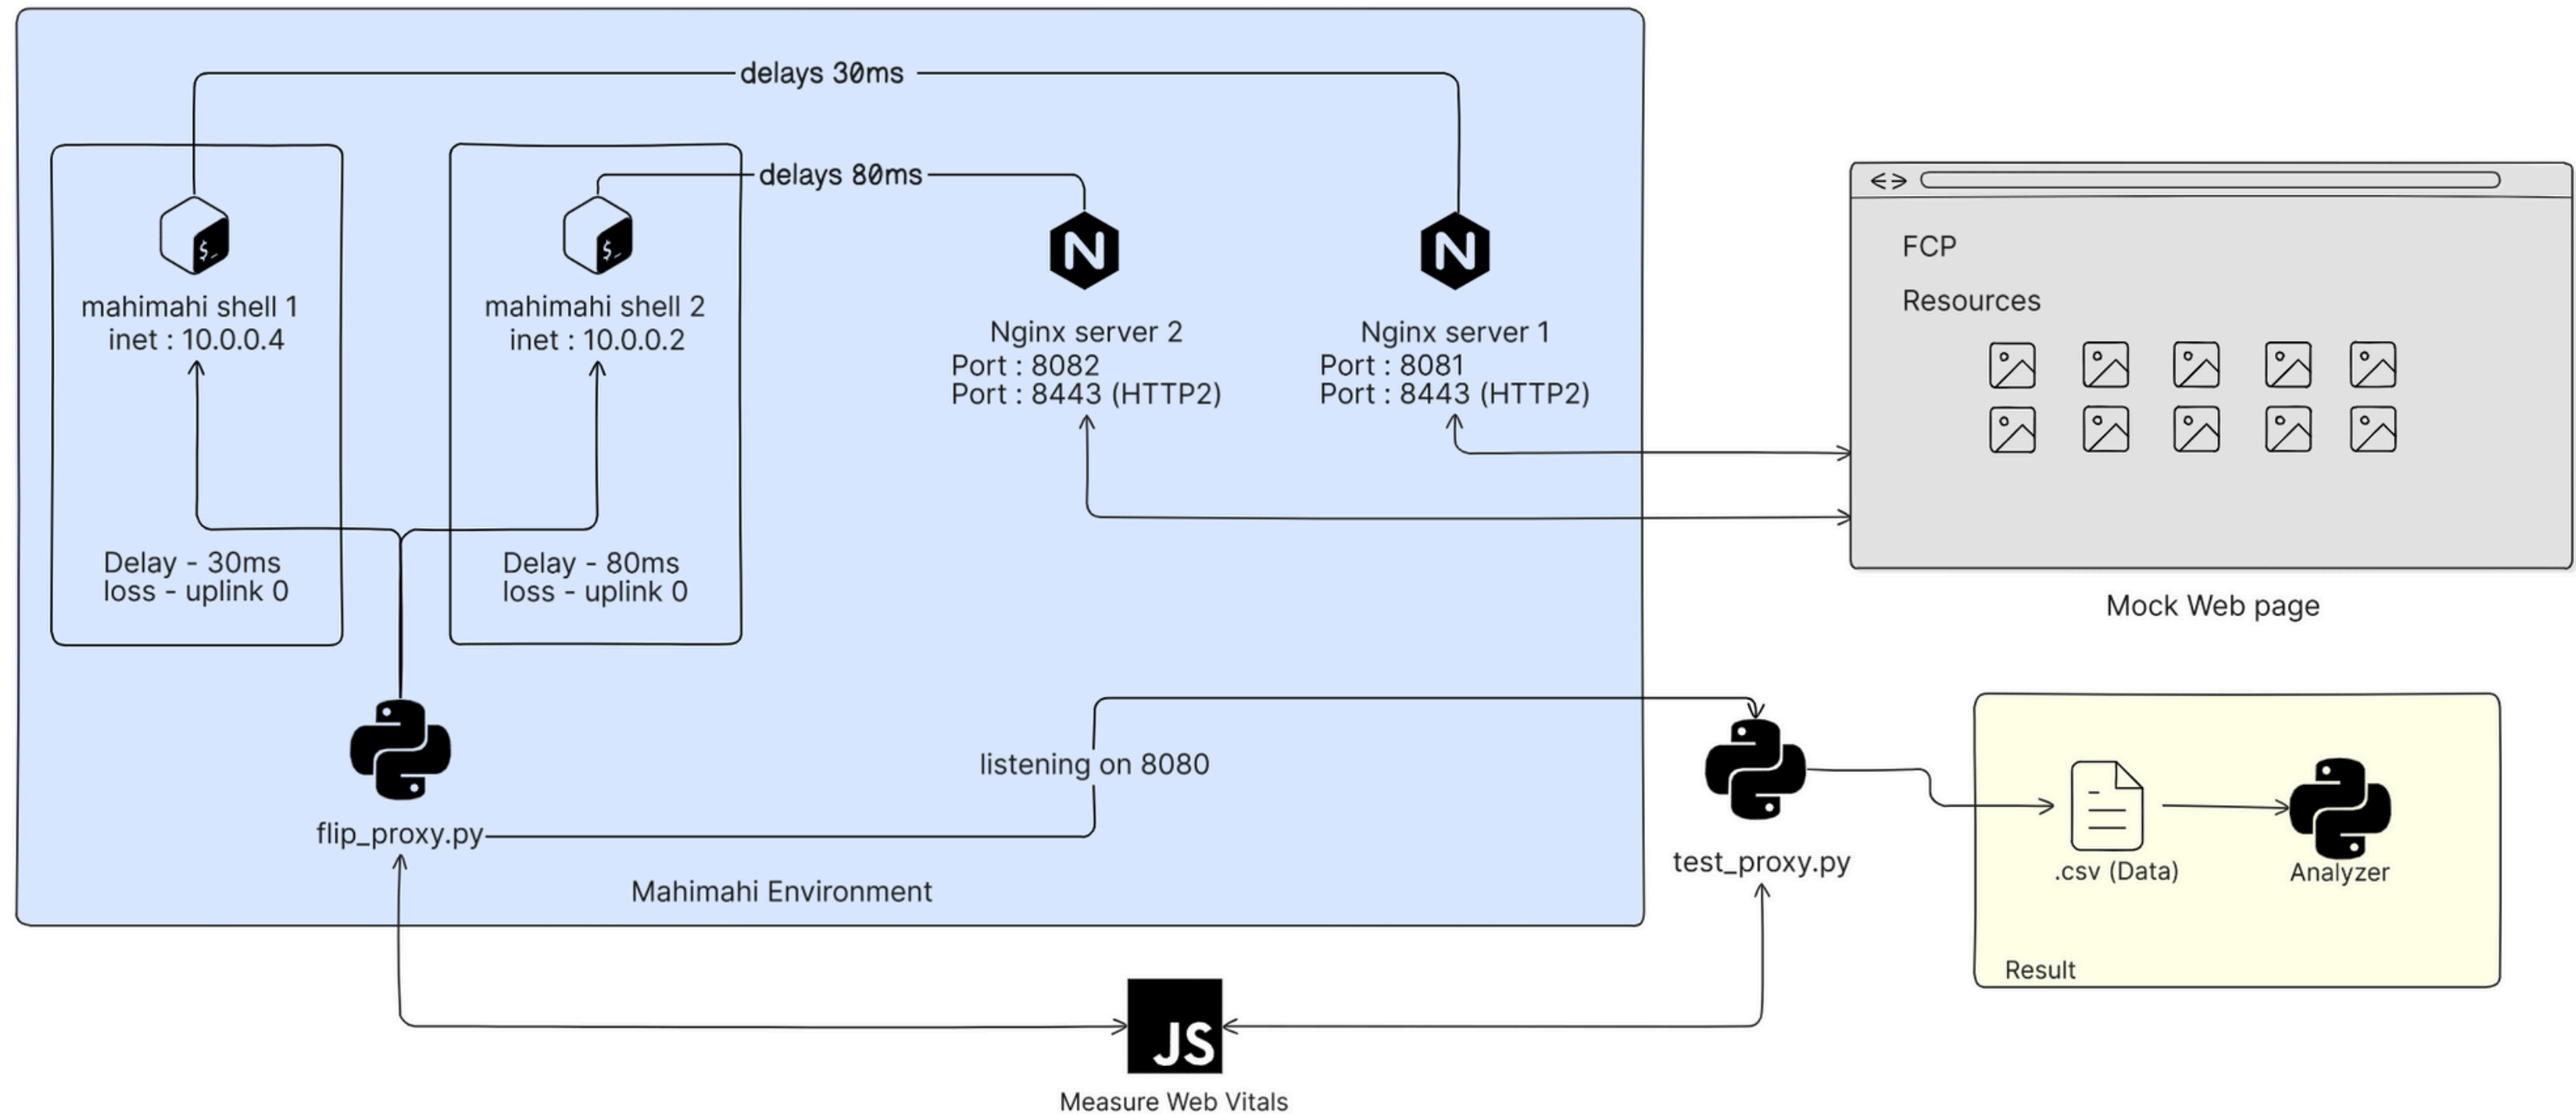 delays 30ms
delays 80ms
$_
mahimahi shell 1
inet : 10.0.0.4
Delay - 30ms
loss - uplink 0
$_
mahimahi shell 2
inet : 10.0.0.2
Delay - 80ms
loss - uplink 0
N
Nginx server 2
Port : 8082
Port : 8443 (HTTP2)
N
Nginx server 1
Port : 8081
Port : 8443 (HTTP2)
FCP
Resources
Mock Web page
listening on 8080
flip_proxy.py
Mahimahi Environment
test_proxy.py
.csv (Data)
Analyzer
Result
JS
Measure Web Vitals